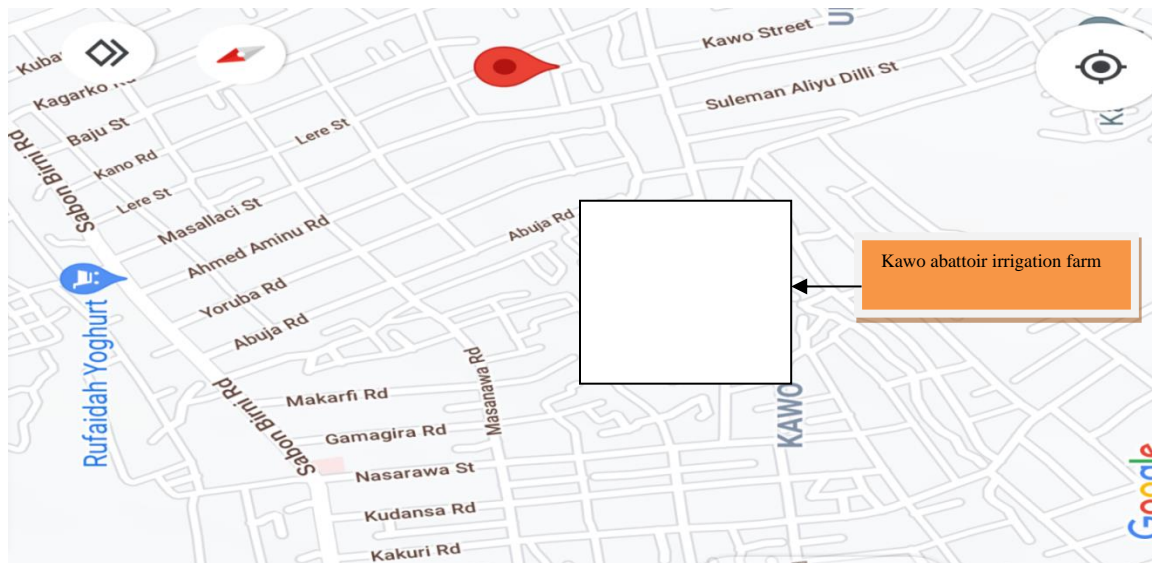 Kawo Street
Suleman Aliyu Dilli St
Kagarko
Baju St
Lere St
Kano Rd
Sabon Birni Rd
Lere St
Masallaci St
Abuja Rd
Ahmed Aminu Rd
Kawo abattoir irrigation farm
Yoruba Rd
Abuja Rd
Rufaidah Yoghurt
Makarfi Rd
Masanawa Rd
Sabon Birni Rd
KAWO
Gamagira Rd
Nasarawa St
Kudansa Rd
Kakuri Rd
Google